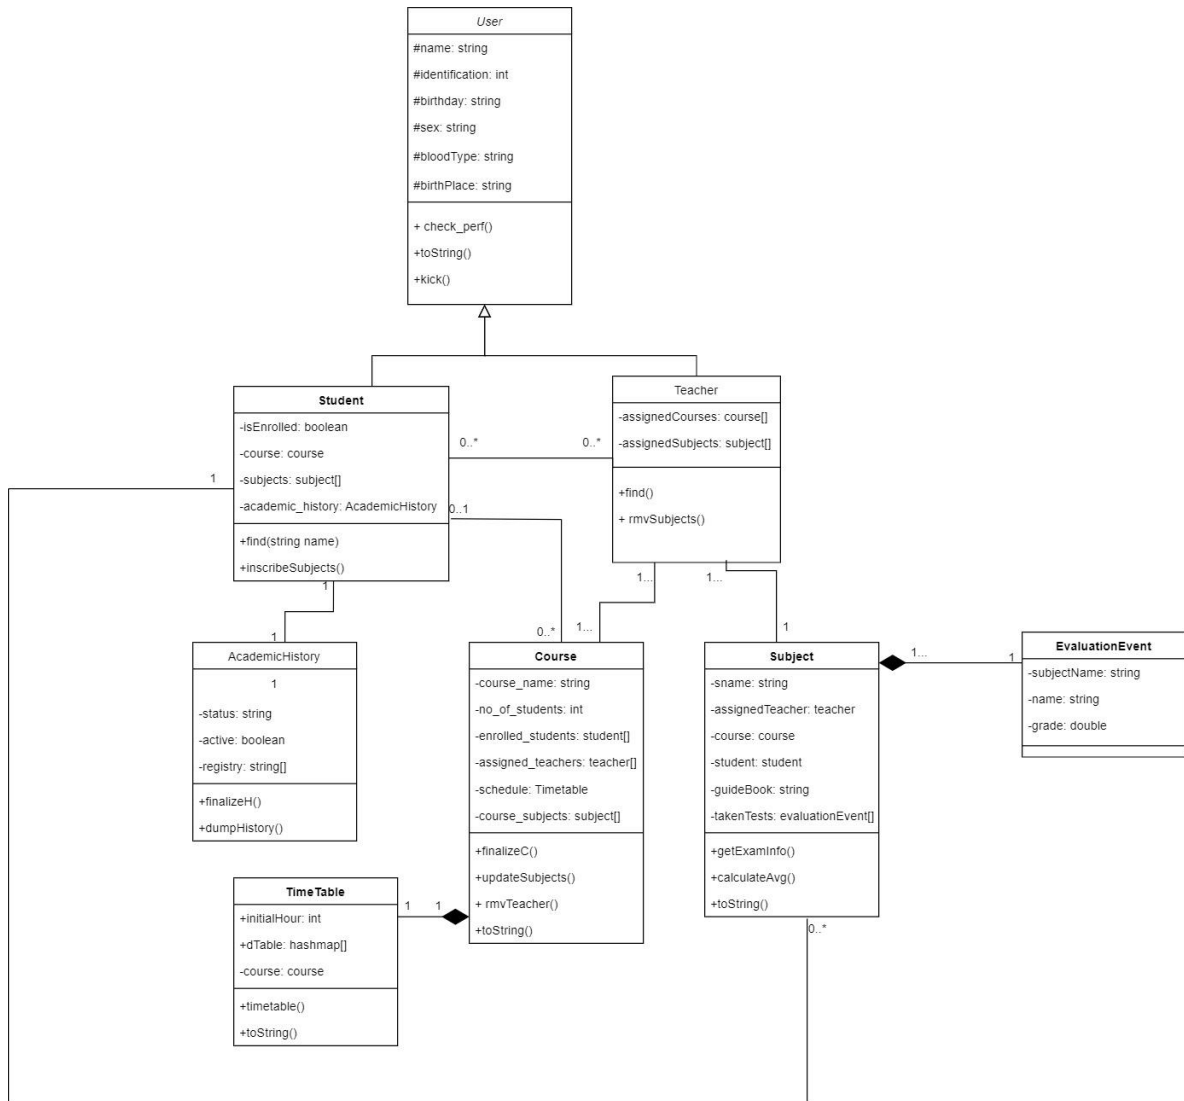 User
#name: string
#identification: int
#birthday: string
#sex: string
#bloodType: string
#birthPlace: string
+ check_perf()
+toString()
+kick()
Student
-isEnrolled: boolean
-course: course
-subjects: subject[]
-academic_history: AcademicHistory
+find(string name)
+inscribeSubjects()
Teacher
-assignedCourses: course[]
-assignedSubjects: subject[]
+find()
+ rmvSubjects()
0..*
0..*
1
0..1
1
1
1...
1...
1...
0..*
1
AcademicHistory
1
-status: string
-active: boolean
-registry: string[]
+finalizeH()
+dumpHistory()
Course
-course_name: string
-no_of_students: int
-enrolled_students: student[]
-assigned_teachers: teacher[]
-schedule: Timetable
-course_subjects: subject[]
+finalizeC()
+updateSubjects()
+ rmvTeacher()
+toString()
Subject
-sname: string
-assignedTeacher: teacher
-course: course
-student: student
-guideBook: string
-takenTests: evaluationEvent[]
+getExamInfo()
+calculateAvg()
+toString()
1...
1
EvaluationEvent
-subjectName: string
-name: string
-grade: double
TimeTable
+initialHour: int
+dTable: hashmap[]
-course: course
+timetable()
+toString()
1
1
0..*